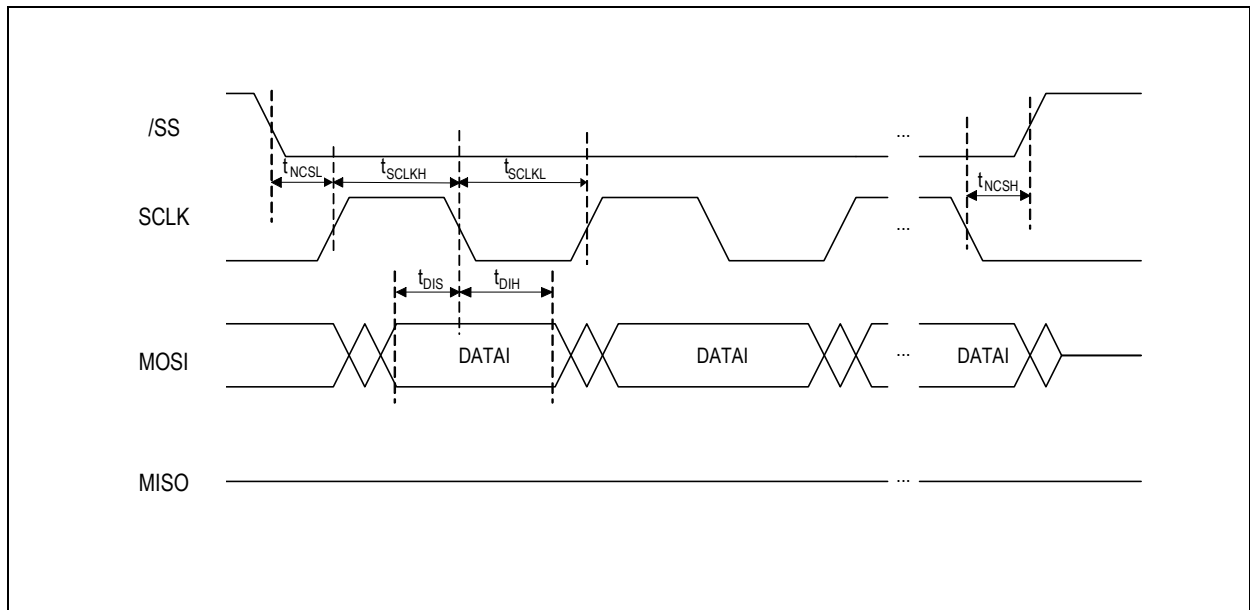 /SS
...
tNCSL
tSCLKH
tSCLKL
tNCSH
SCLK
...
tDIS
tDIH
MOSI
DATAI
DATAI
...
DATAI
MISO
...